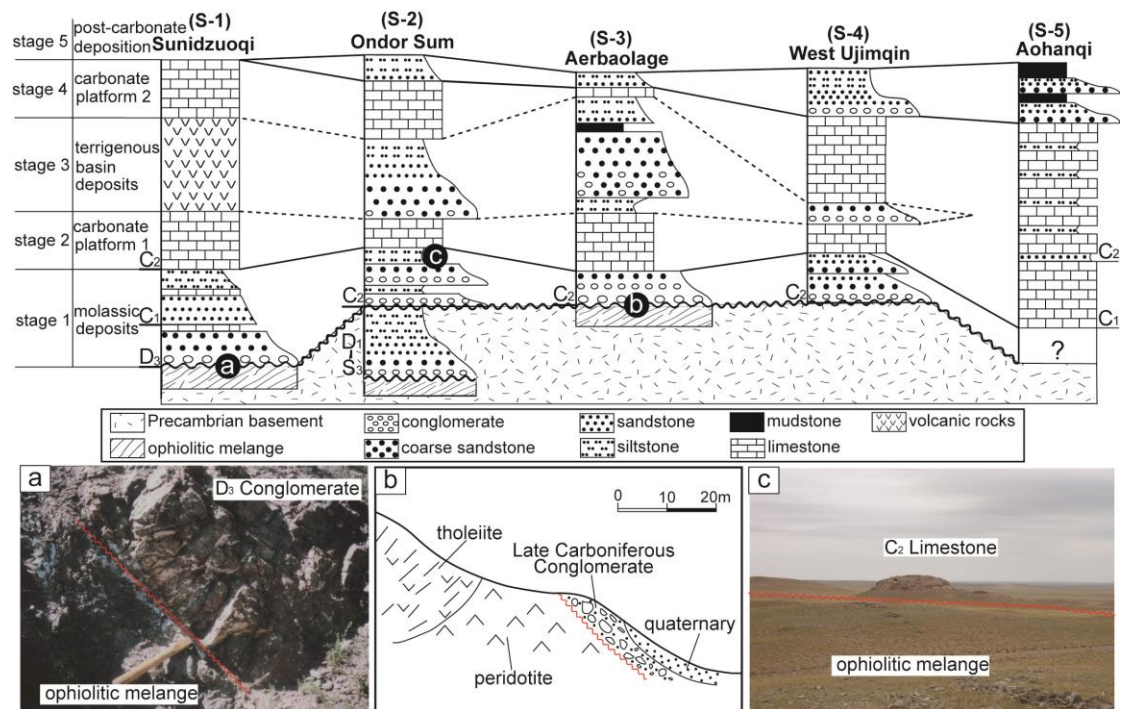 (S-1)
Sunidzuoqi
(S-2)
Ondor Sum
(S-3)
Aerbaolage
(S-4)
West Ujimqin
(S-5)
Aohanqi
stage 5
post-carbonate
deposition
stage 4
carbonate
platform 2
stage 3
terrigenous
basin
deposits
stage 2
carbonate
platform 1
stage 1
molassic
deposits
C2
C1
D3
a
c
C2
D1
S3
C2
b
C2
C2
C1
?
Precambrian basement
conglomerate
sandstone
mudstone
volcanic rocks
ophiolitic melange
coarse sandstone
siltstone
limestone
a
D3 Conglomerate
ophiolitic melange
b
0 10 20m
tholeiite
Late Carboniferous
Conglomerate
quaternary
peridotite
c
C2 Limestone
ophiolitic melange